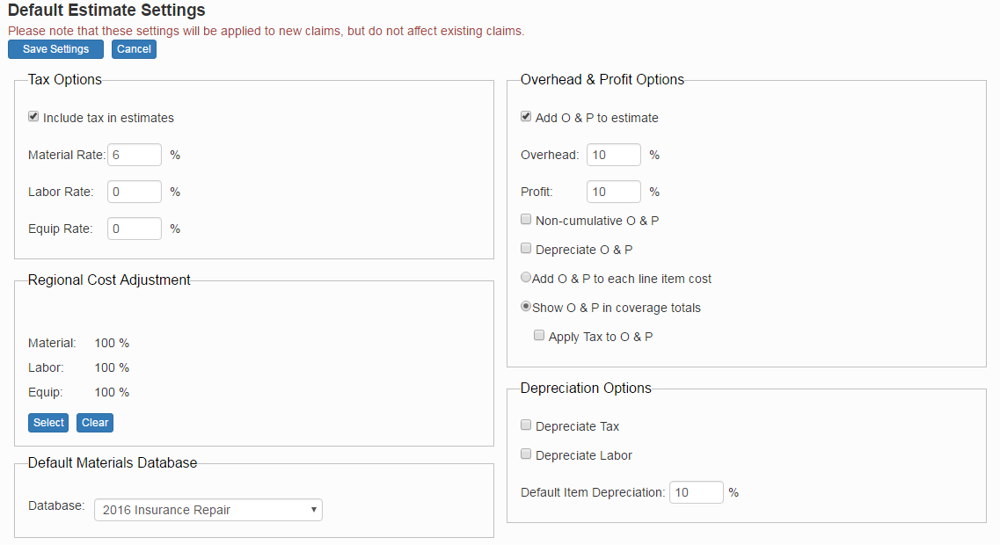 Default Estimate Settings
Please note that these settings will be applied to new claims, but do not affect existing claims.
Save Settings Cancel
Tax Options
Include tax in estimates
Material Rate: 6 %
Labor Rate: 0 %
Equip Rate: 0 %
Regional Cost Adjustment
Material: 100 %
Labor: 100 %
Equip: 100 %
Select Clear
Default Materials Database
Database: 2016 Insurance Repair
Overhead & Profit Options
Add O & P to estimate
Overhead: 10 %
Profit: 10 %
Non-cumulative O & P
Depreciate O & P
Add O & P to each line item cost
Show O & P in coverage totals
Apply Tax to O & P
Depreciation Options
Depreciate Tax
Depreciate Labor
Default Item Depreciation: 10 %